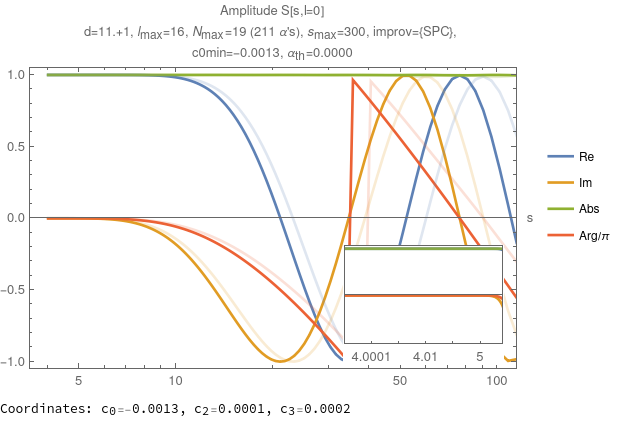 Amplitude S[s,l=0]
d=11.+1, lmax=16, Nmax=19 (211 α's), smax=300, improv={SPC},
c0min=-0.0013, αth=0.0000
1.0
0.5
0.0
-0.5
-1.0
s
Re
Im
Abs
Arg/π
4.0001 4.01 5
5 10 50 100
Coordinates: c0=-0.0013, c2=0.0001, c3=0.0002